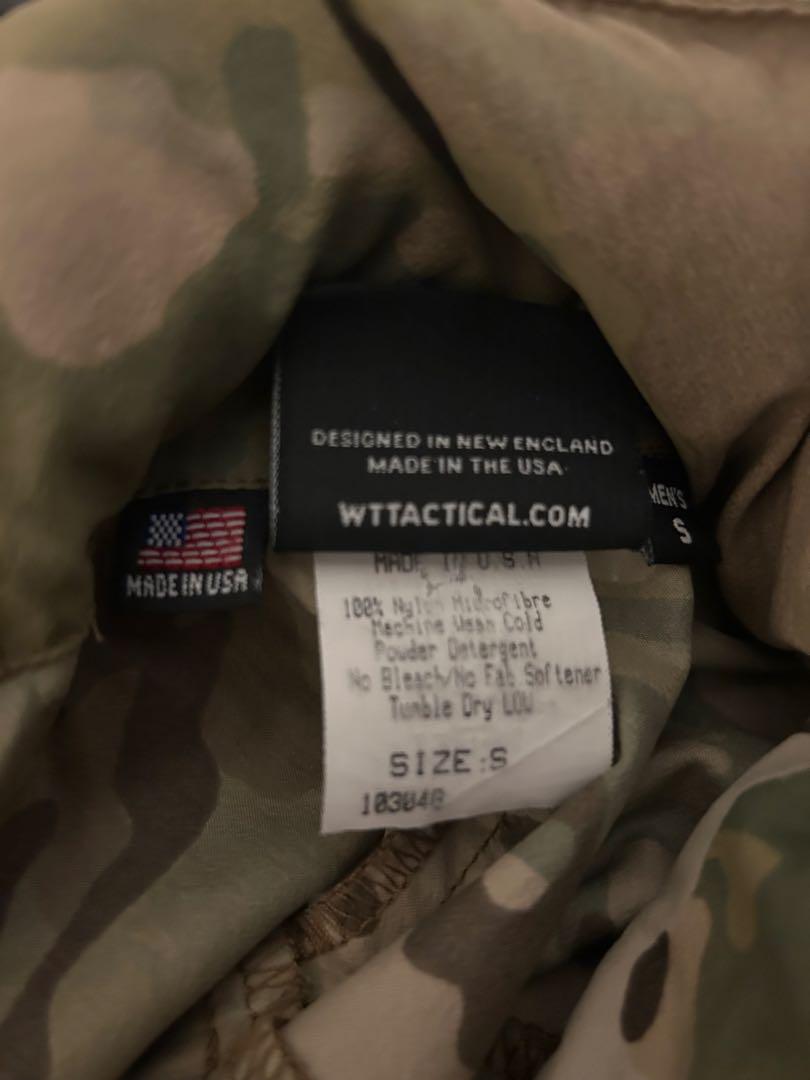 DESIGNED IN NEW ENGLAND
MADE IN THE USA
WTTACTICAL.COM
MEN'S
S
MADE IN USA
MADE IN U.S.A
100% Nylon Microfibre
Machine Wash Cold
Powder Detergent
No Bleach/No Fab Softener
Tumble Dry LOW
SIZE:S